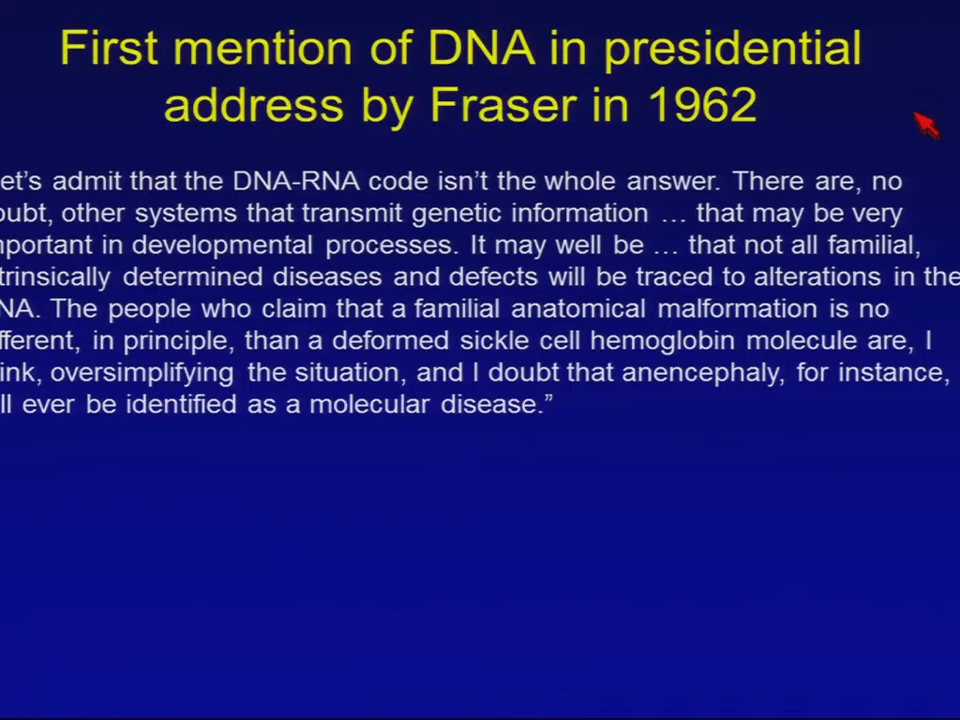 First mention of DNA in presidential
address by Fraser in 1962
et’s admit that the DNA-RNA code isn’t the whole answer. There are, no
oubt, other systems that transmit genetic information … that may be very
nportant in developmental processes. It may well be … that not all familial,
trinsically determined diseases and defects will be traced to alterations in the
NA. The people who claim that a familial anatomical malformation is no
fferent, in principle, than a deformed sickle cell hemoglobin molecule are, I
ink, oversimplifying the situation, and I doubt that anencephaly, for instance,
ll ever be identified as a molecular disease.”